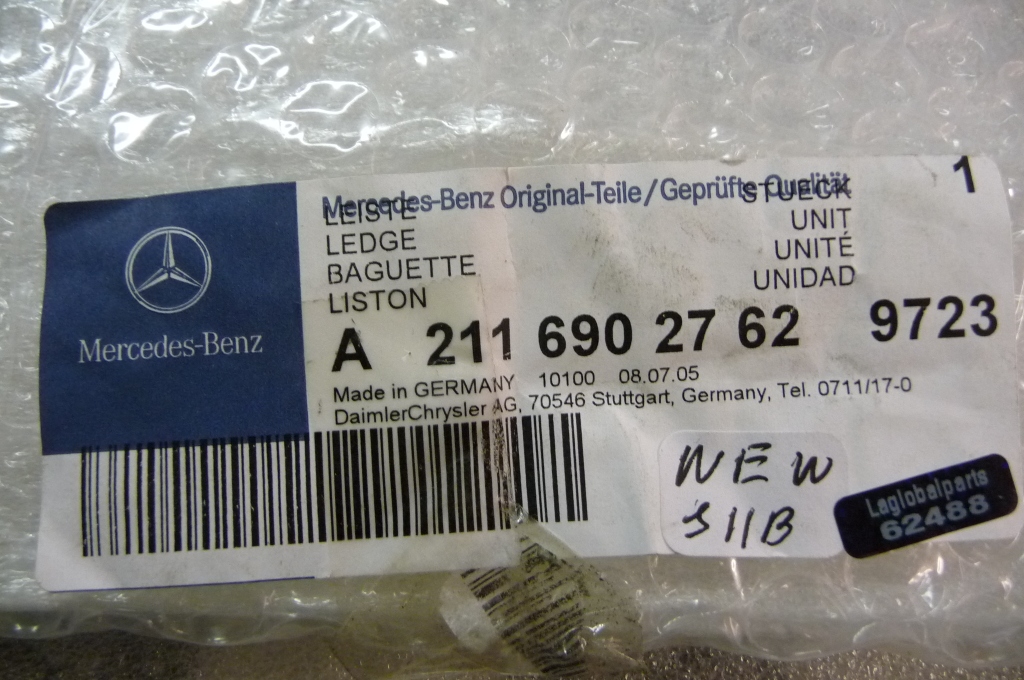 Mercedes-Benz Original-Teile/Geprüfte Qualität
1
LEISTE
STUECK
LEDGE
UNIT
BAGUETTE
UNITÉ
LISTON
UNIDAD
Mercedes-Benz
A 211 690 27 62 9723
Made in GERMANY 10100 08.07.05
DaimlerChrysler AG, 70546 Stuttgart, Germany, Tel. 0711/17-0
NEW
S11B
Laglobalparts
62488